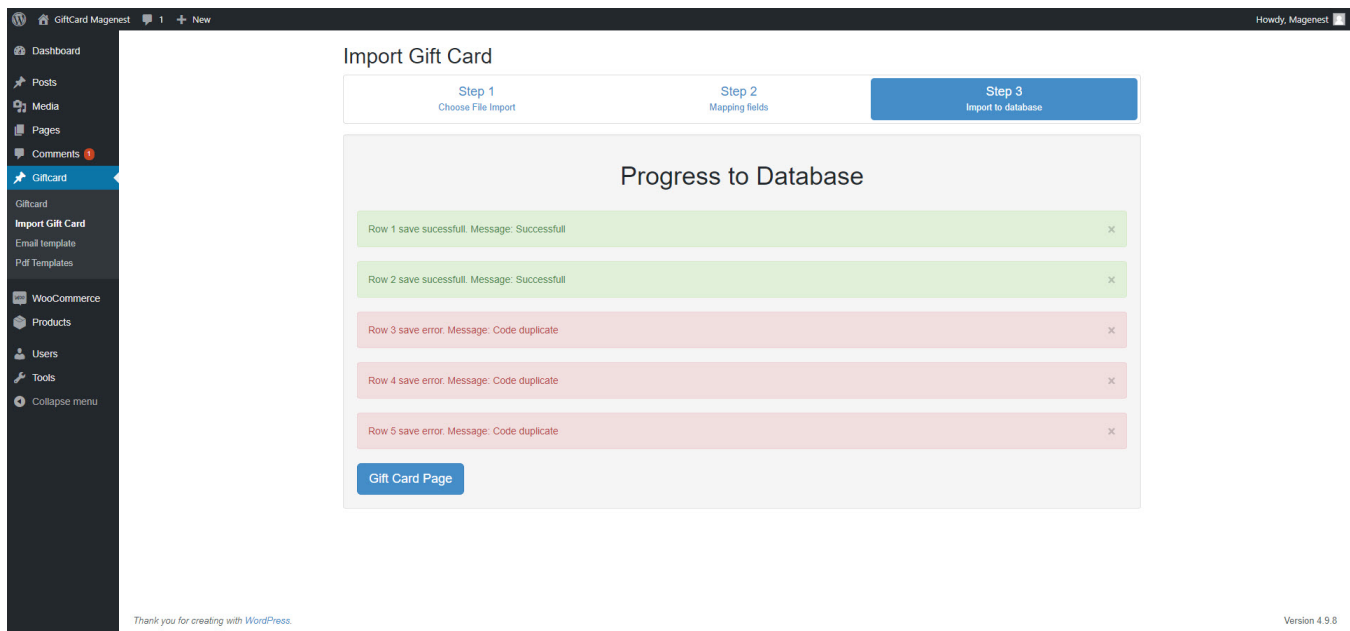 GiftCard Magenest 1 New Howdy, Magenest
Dashboard
Posts
Media
Pages
Comments 1
Giftcard
Giftcard
Import Gift Card
Email template
Pdf Templates
WooCommerce
Products
Users
Tools
Collapse menu
Import Gift Card
Step 1
Choose File Import
Step 2
Mapping fields
Step 3
Import to database
Progress to Database
Row 1 save sucessfull. Message: Successfull ×
Row 2 save sucessfull. Message: Successfull ×
Row 3 save error. Message: Code duplicate ×
Row 4 save error. Message: Code duplicate ×
Row 5 save error. Message: Code duplicate ×
Gift Card Page
Thank you for creating with WordPress. Version 4.9.8